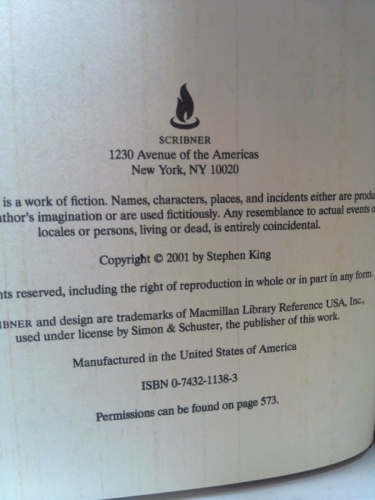 SCRIBNER
1230 Avenue of the Americas
New York, NY 10020
is a work of fiction. Names, characters, places, and incidents either are
imagination or are used fictitiously. Any resemblance to actual events
locales or persons, living or dead, is entirely coincidental.
Copyright © 2001 by Stephen King
reserved, including the right of reproduction in whole or in part in any form.
and design are trademarks of Macmillan Library Reference USA, Inc.,
used under license by Simon & Schuster, the publisher of this work.
Manufactured in the United States of America
ISBN 0-7432-1138-3
Permissions can be found on page 573.